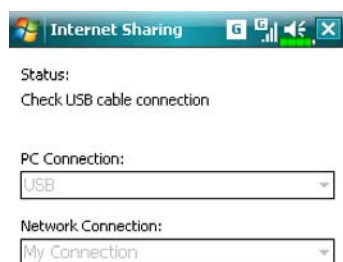 Internet Sharing
G
G
Status:
Check USB cable connection
PC Connection:
USB
Network Connection:
My Connection